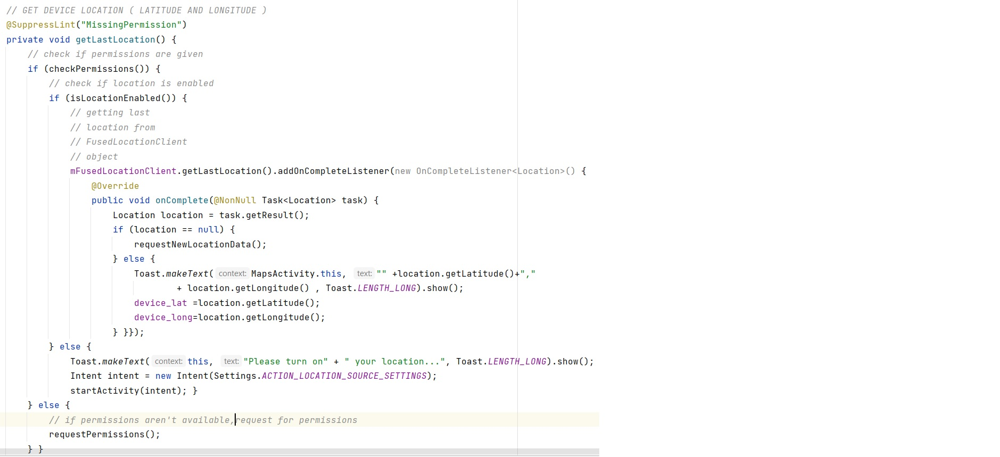 // GET DEVICE LOCATION ( LATITUDE AND LONGITUDE )
@SuppressLint("MissingPermission")
private void getLastLocation() {
// check if permissions are given
if (checkPermissions()) {
// check if location is enabled
if (isLocationEnabled()) {
// getting last
// location from
// FusedLocationClient
// object
mFusedLocationClient.getLastLocation().addOnCompleteListener(new OnCompleteListener<Location>() {
@Override
public void onComplete(@NonNull Task<Location> task) {
Location location = task.getResult();
if (location == null) {
requestNewLocationData();
} else {
Toast.makeText( context: MapsActivity.this, text: "" +location.getLatitude()+","
+ location.getLongitude() , Toast.LENGTH_LONG).show();
device_lat =location.getLatitude();
device_long=location.getLongitude();
} }});
} else {
Toast.makeText( context: this, text: "Please turn on" + " your location...", Toast.LENGTH_LONG).show();
Intent intent = new Intent(Settings.ACTION_LOCATION_SOURCE_SETTINGS);
startActivity(intent); }
} else {
// if permissions aren't available,request for permissions
requestPermissions();
} }